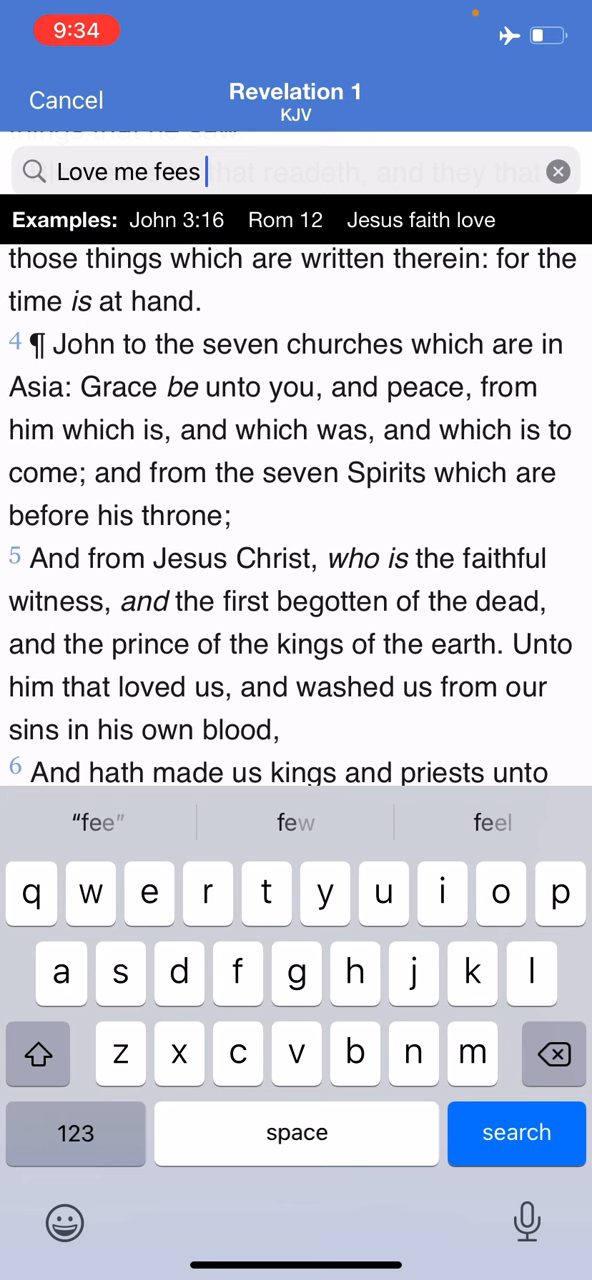 9:34
Cancel
Revelation 1
KJV
Love me fees
that readeth, and they that
Examples: John 3:16 Rom 12 Jesus faith love
those things which are written therein: for the
time is at hand.
4 ¶ John to the seven churches which are in
Asia: Grace be unto you, and peace, from
him which is, and which was, and which is to
come; and from the seven Spirits which are
before his throne;
5 And from Jesus Christ, who is the faithful
witness, and the first begotten of the dead,
and the prince of the kings of the earth. Unto
him that loved us, and washed us from our
sins in his own blood,
6 And hath made us kings and priests unto
“fee” few feel
q w e r t y u i o p
a s d f g h j k l
z x c v b n m
123 space search